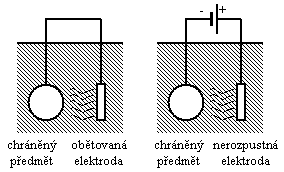 - +
chráněný obětovaná
předmět elektroda
chráněný nerozpustná
předmět elektroda